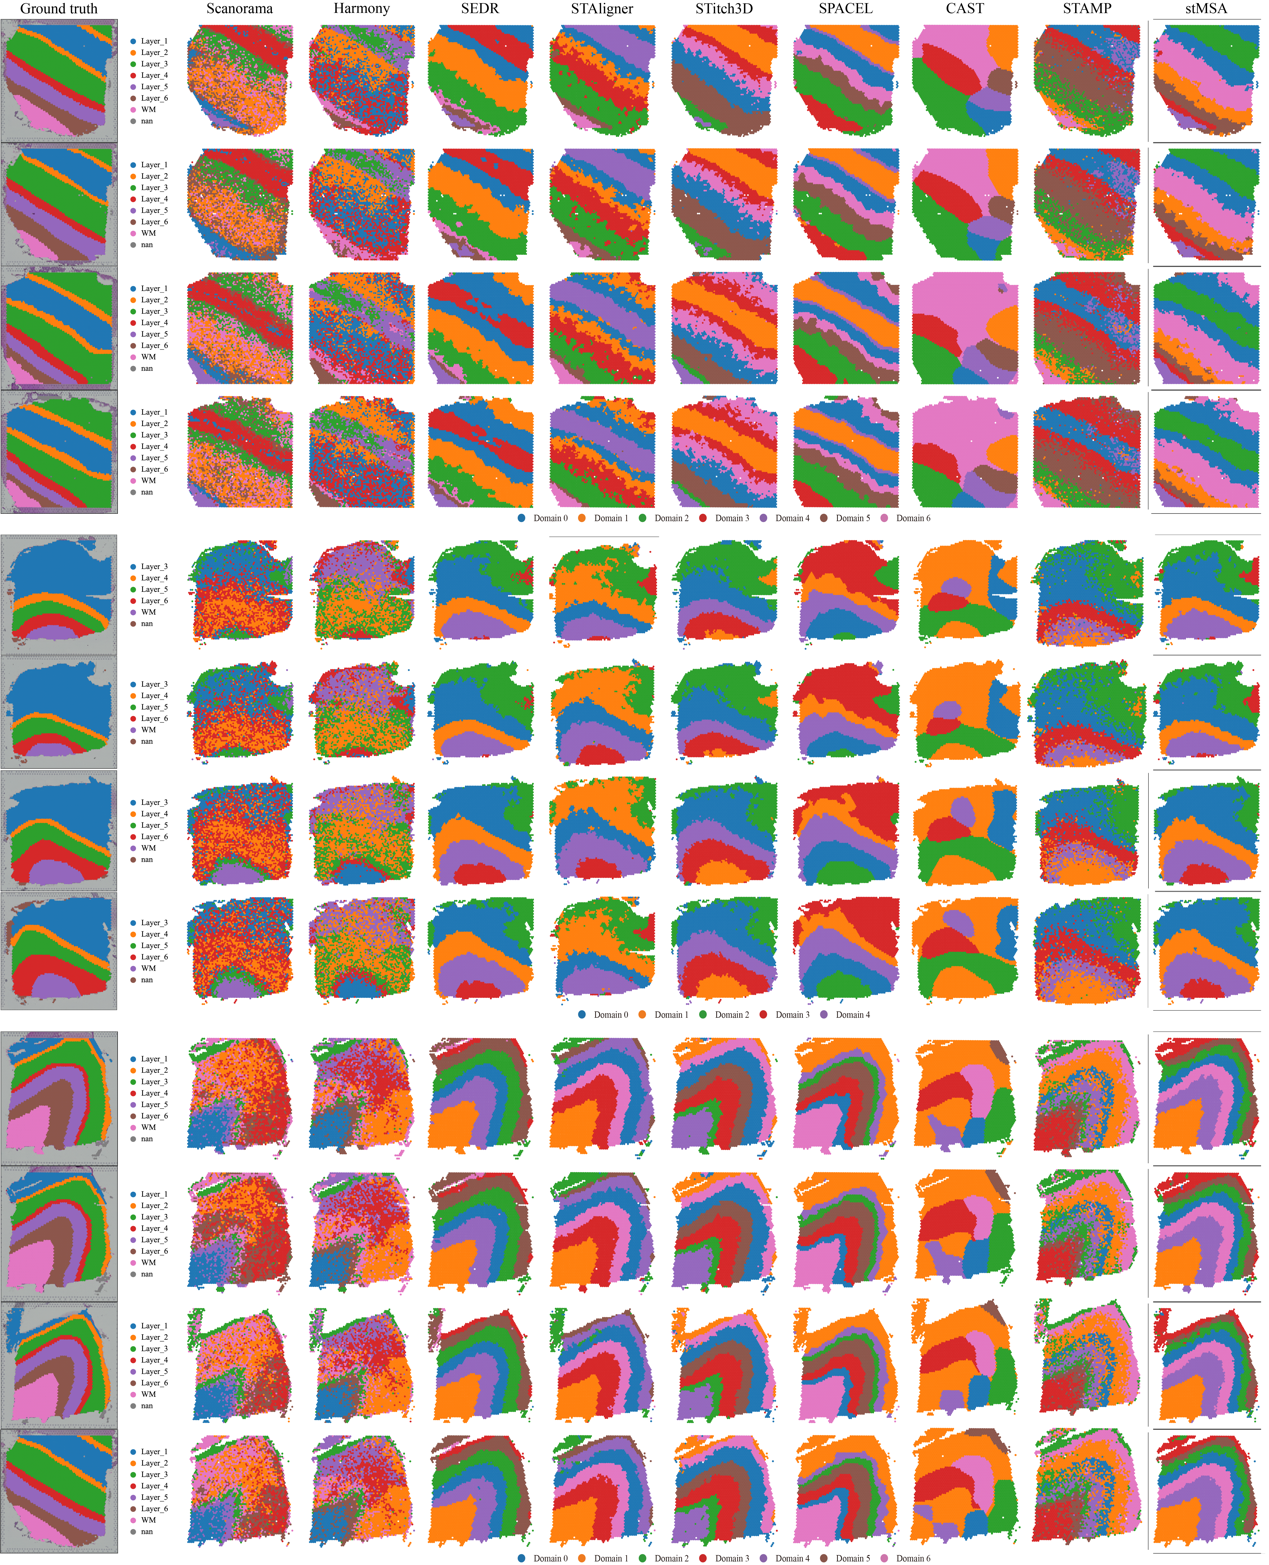 Ground truth Scanorama Harmony SEDR STAligner STitch3D SPACEL CAST STAMP stMSA
Layer_1
Layer_2
Layer_3
Layer_4
Layer_5
Layer_6
WM
nan
Layer_1
Layer_2
Layer_3
Layer_4
Layer_5
Layer_6
WM
nan
Layer_1
Layer_2
Layer_3
Layer_4
Layer_5
Layer_6
WM
nan
Layer_1
Layer_2
Layer_3
Layer_4
Layer_5
Layer_6
WM
nan
Domain 0 Domain 1 Domain 2 Domain 3 Domain 4 Domain 5 Domain 6
Layer_3
Layer_4
Layer_5
Layer_6
WM
nan
Layer_3
Layer_4
Layer_5
Layer_6
WM
nan
Layer_3
Layer_4
Layer_5
Layer_6
WM
nan
Layer_3
Layer_4
Layer_5
Layer_6
WM
nan
Domain 0 Domain 1 Domain 2 Domain 3 Domain 4
Layer_1
Layer_2
Layer_3
Layer_4
Layer_5
Layer_6
WM
nan
Layer_1
Layer_2
Layer_3
Layer_4
Layer_5
Layer_6
WM
nan
Layer_1
Layer_2
Layer_3
Layer_4
Layer_5
Layer_6
WM
nan
Layer_1
Layer_2
Layer_3
Layer_4
Layer_5
Layer_6
WM
nan
Domain 0 Domain 1 Domain 2 Domain 3 Domain 4 Domain 5 Domain 6